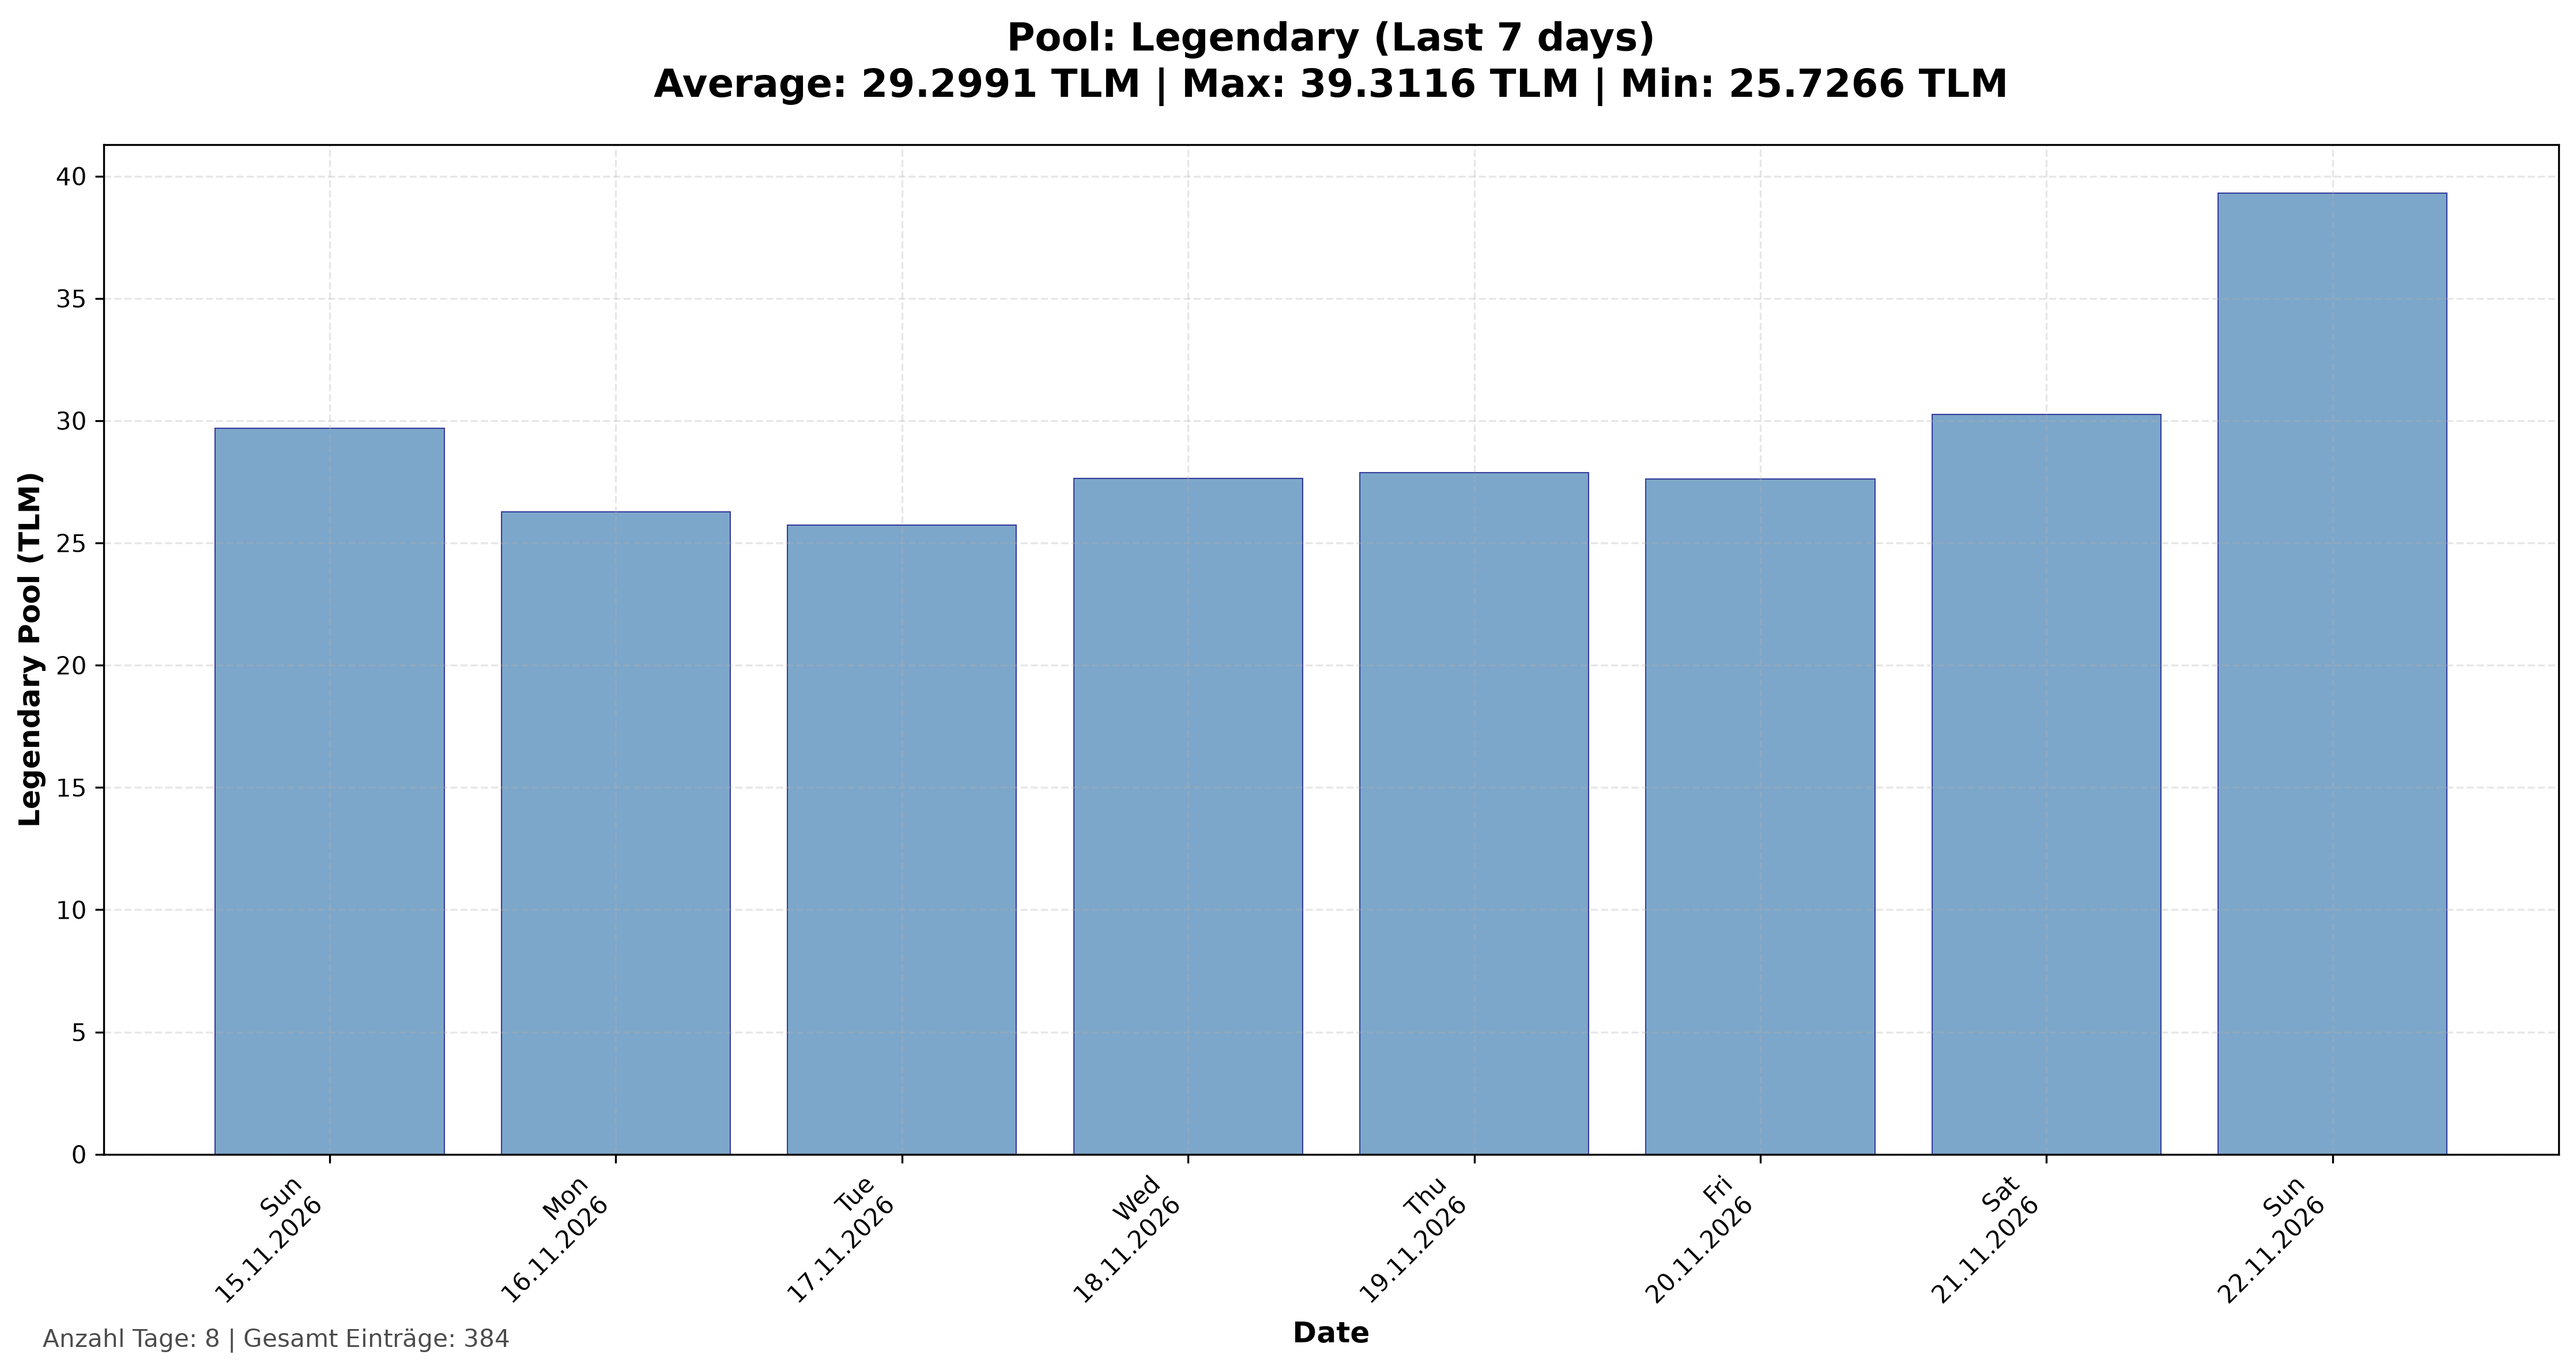 Pool: Legendary (Last 7 days)
Average: 29.2991 TLM | Max: 39.3116 TLM | Min: 25.7266 TLM
Legendary Pool (TLM)
40
35
30
25
20
15
10
5
0
Sun
15.11.2026
Mon
16.11.2026
Tue
17.11.2026
Wed
18.11.2026
Thu
19.11.2026
Fri
20.11.2026
Sat
21.11.2026
Sun
22.11.2026
Date
Anzahl Tage: 8 | Gesamt Einträge: 384